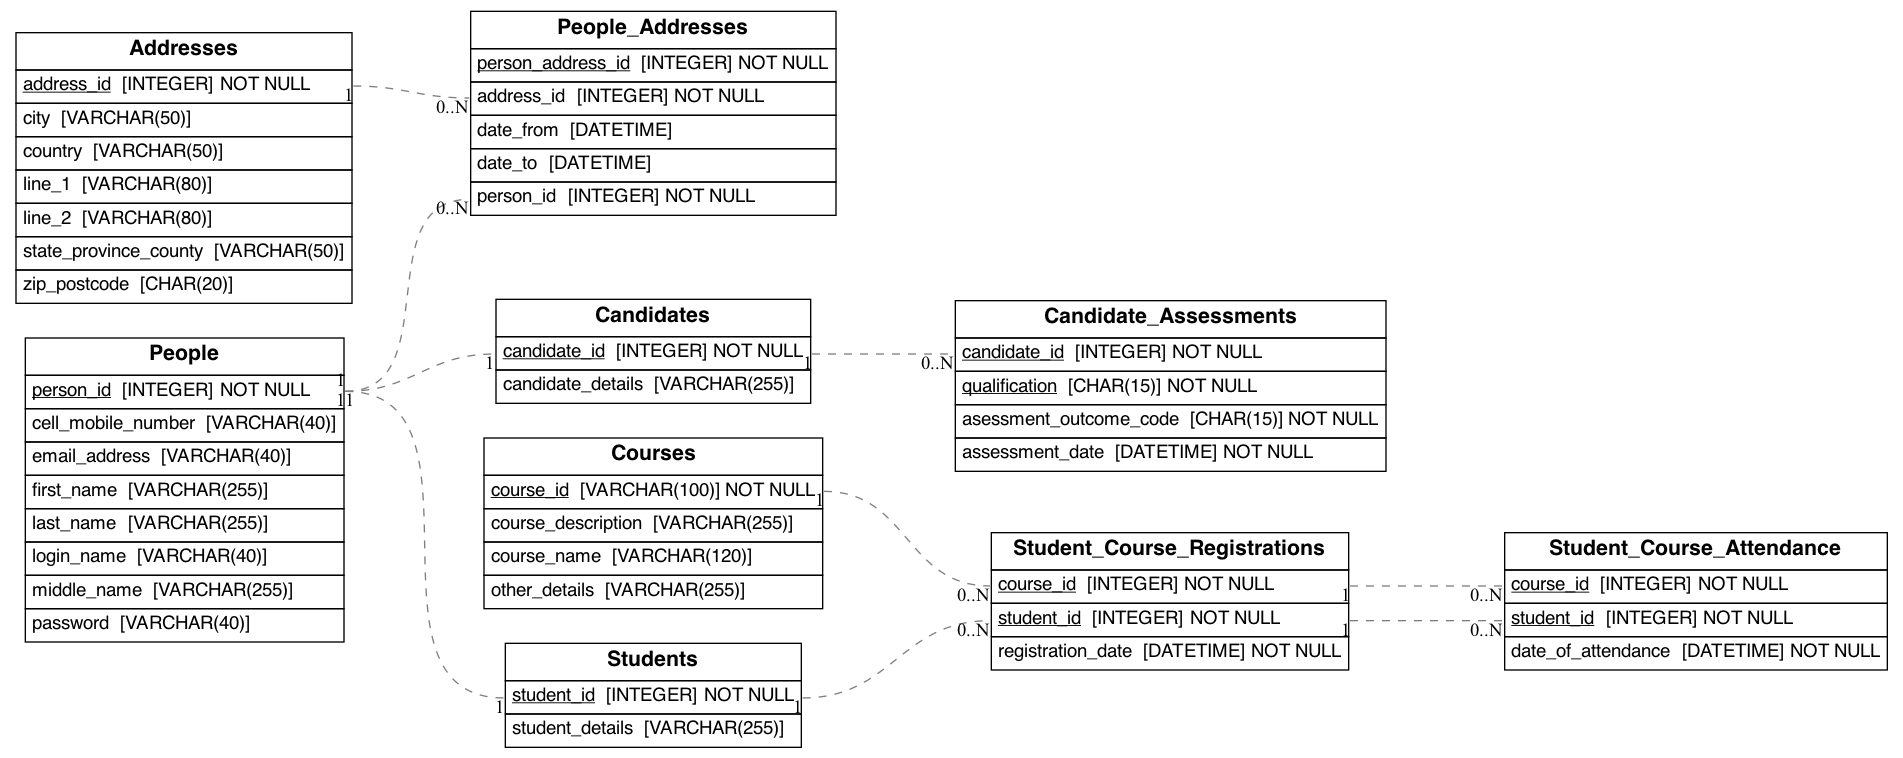 Addresses
address_id [INTEGER] NOT NULL
city [VARCHAR(50)]
country [VARCHAR(50)]
line_1 [VARCHAR(80)]
line_2 [VARCHAR(80)]
state_province_county [VARCHAR(50)]
zip_postcode [CHAR(20)]
1
0..N
People_Addresses
person_address_id [INTEGER] NOT NULL
address_id [INTEGER] NOT NULL
date_from [DATETIME]
date_to [DATETIME]
person_id [INTEGER] NOT NULL
0..N
People
person_id [INTEGER] NOT NULL
cell_mobile_number [VARCHAR(40)]
email_address [VARCHAR(40)]
first_name [VARCHAR(255)]
last_name [VARCHAR(255)]
login_name [VARCHAR(40)]
middle_name [VARCHAR(255)]
password [VARCHAR(40)]
1
1
1
Candidates
candidate_id [INTEGER] NOT NULL
candidate_details [VARCHAR(255)]
1
1
0..N
Candidate_Assessments
candidate_id [INTEGER] NOT NULL
qualification [CHAR(15)] NOT NULL
asessment_outcome_code [CHAR(15)] NOT NULL
assessment_date [DATETIME] NOT NULL
Courses
course_id [VARCHAR(100)] NOT NULL
course_description [VARCHAR(255)]
course_name [VARCHAR(120)]
other_details [VARCHAR(255)]
1
0..N
Students
student_id [INTEGER] NOT NULL
student_details [VARCHAR(255)]
1
1
0..N
Student_Course_Registrations
course_id [INTEGER] NOT NULL
student_id [INTEGER] NOT NULL
registration_date [DATETIME] NOT NULL
1
0..N
1
0..N
Student_Course_Attendance
course_id [INTEGER] NOT NULL
student_id [INTEGER] NOT NULL
date_of_attendance [DATETIME] NOT NULL